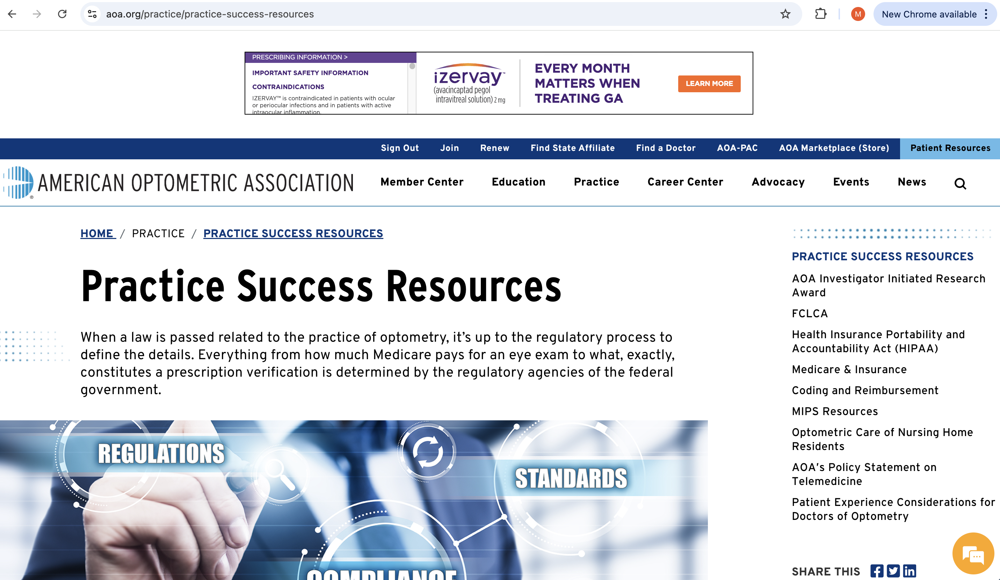 aoa.org/practice/practice-success-resources
M
New Chrome available
PRESCRIBING INFORMATION >
IMPORTANT SAFETY INFORMATION
CONTRAINDICATIONS
IZERVAY™ is contraindicated in patients with ocular
or periocular infections and in patients with active
intraocular inflammation.
izervay™
(avacincaptad pegol
intravitreal solution) 2 mg
EVERY MONTH
MATTERS WHEN
TREATING GA
LEARN MORE
Sign Out Join Renew Find State Affiliate Find a Doctor AOA-PAC AOA Marketplace (Store) Patient Resources
AMERICAN OPTOMETRIC ASSOCIATION
®
Member Center Education Practice Career Center Advocacy Events News
HOME / PRACTICE / PRACTICE SUCCESS RESOURCES
Practice Success Resources
When a law is passed related to the practice of optometry, it’s up to the regulatory process to
define the details. Everything from how much Medicare pays for an eye exam to what, exactly,
constitutes a prescription verification is determined by the regulatory agencies of the federal
government.
REGULATIONS
STANDARDS
COMPLIANCE
PRACTICE SUCCESS RESOURCES
AOA Investigator Initiated Research
Award
FCLCA
Health Insurance Portability and
Accountability Act (HIPAA)
Medicare & Insurance
Coding and Reimbursement
MIPS Resources
Optometric Care of Nursing Home
Residents
AOA's Policy Statement on
Telemedicine
Patient Experience Considerations for
Doctors of Optometry
SHARE THIS